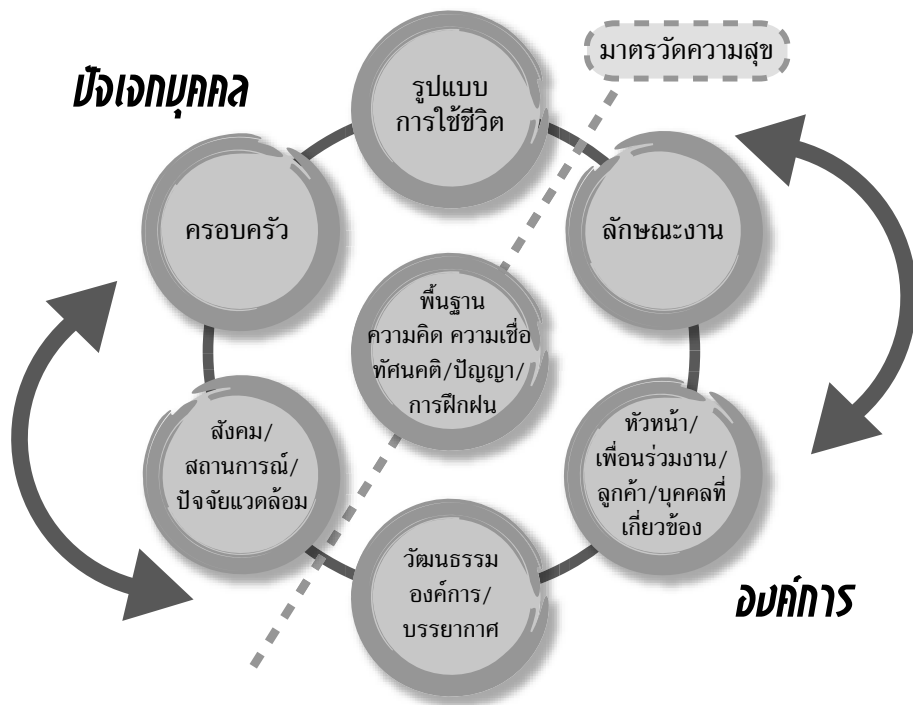 มาตรวัดความสุข
ปัจเจกบุคคล
รูปแบบ
การใช้ชีวิต
ครอบครัว
ลักษณะงาน
พื้นฐาน
ความคิด ความเชื่อ
ทัศนคติ/ปัญญา/
การฝึกฝน
สังคม/
สถานการณ์/
ปัจจัยแวดล้อม
หัวหน้า/
เพื่อนร่วมงาน/
ลูกค้า/บุคคลที่
เกี่ยวข้อง
วัฒนธรรม
องค์การ/
บรรยากาศ
องค์การ